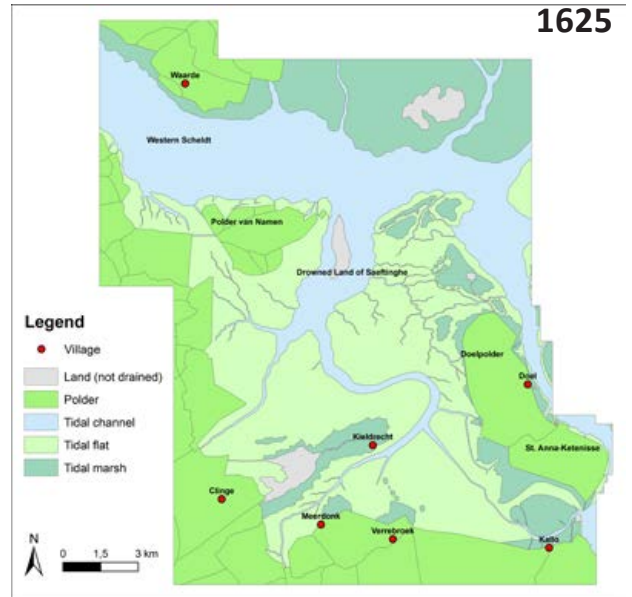 1625
Waarde
Western Scheldt
Polder van Namen
Drowned Land of Saeftinghe
Legend
Village
Land (not drained)
Polder
Tidal channel
Tidal flat
Tidal marsh
Doelpolder
Doel
Kieldrecht
St. Anna-Ketenisse
Clinge
Meerdonk
Verrebroek
Kallo
N
0 1,5 3 km